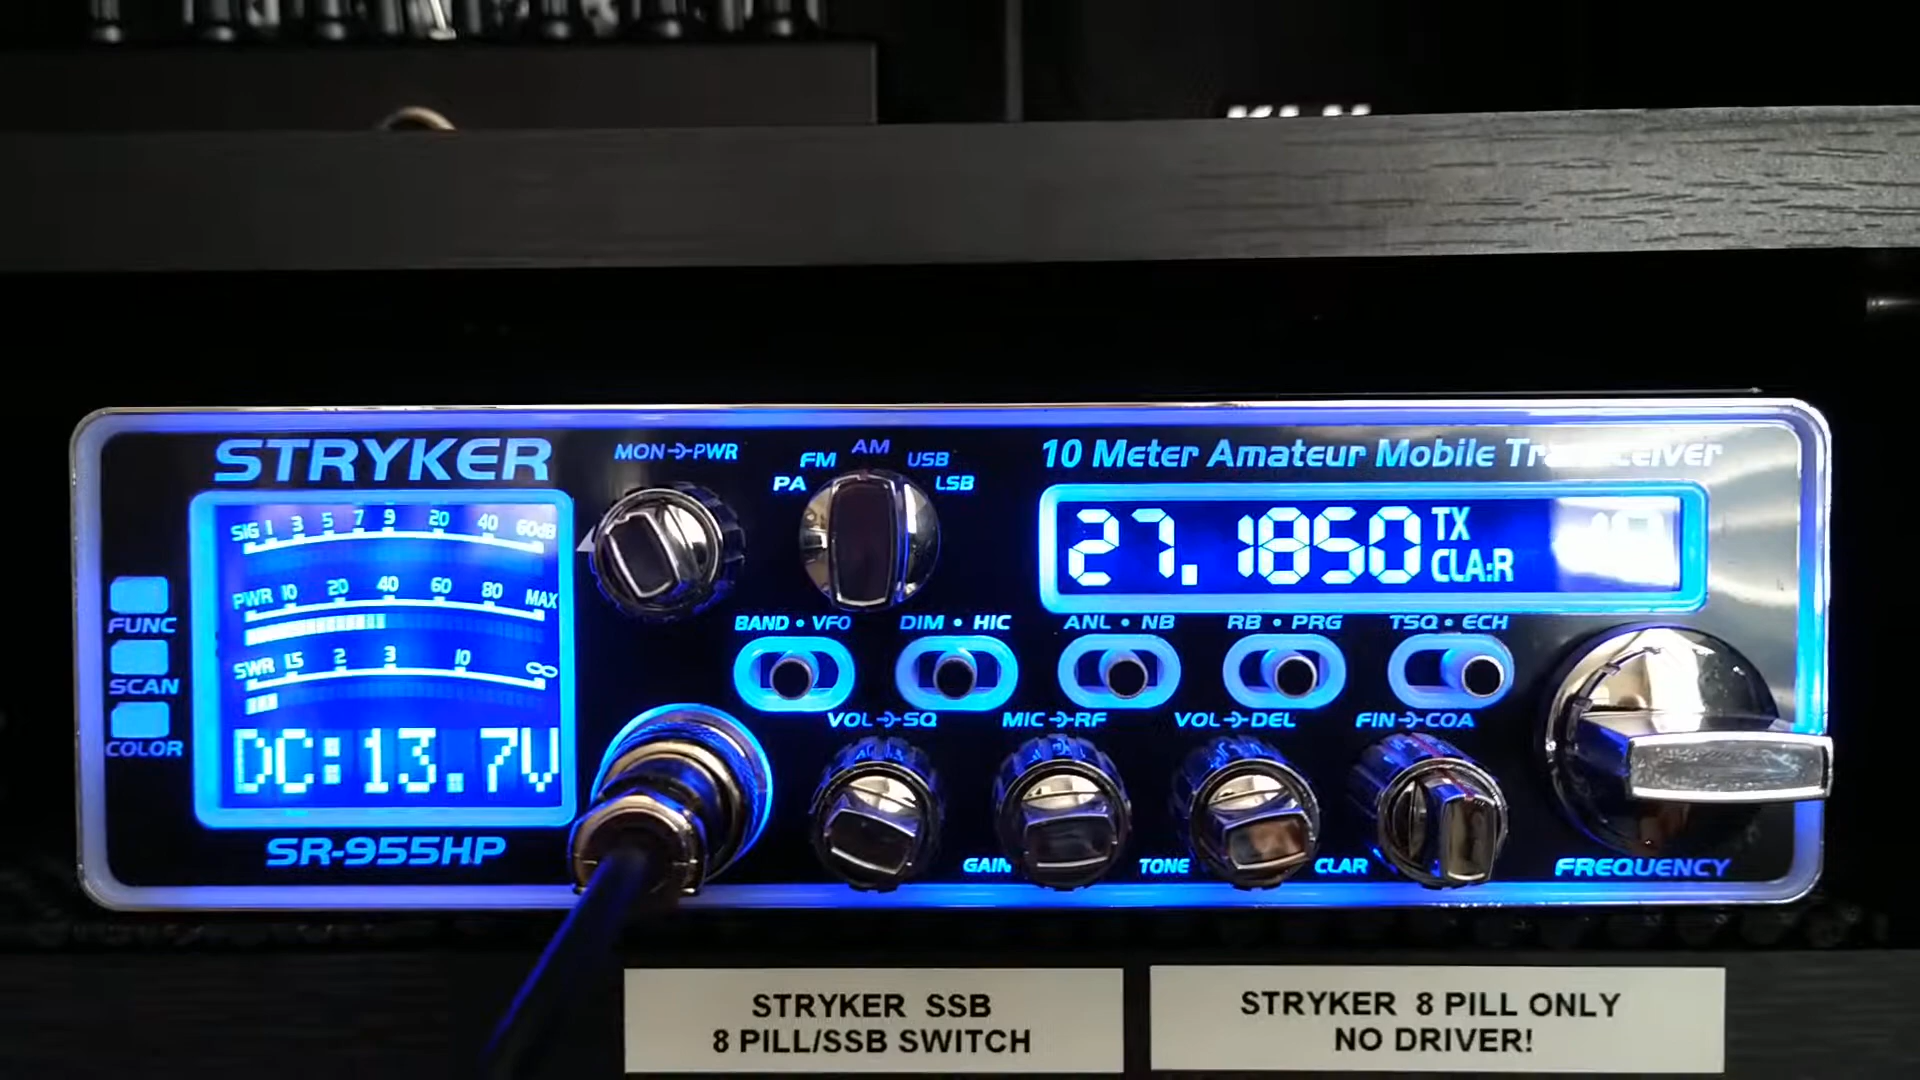 STRYKER
MON PWR
PA FM AM USB LSB
10 Meter Amateur Mobile Transceiver
SIG 1 3 5 7 9 20 40 60dB
PWR 10 20 40 60 80 MAX
SWR 1.5 2 3 10 ∞
DC:13.7V
27.1850 TX
CLA:R
FUNC
SCAN
COLOR
BAND • VFO DIM • HIC ANL • NB RB • PRG TSQ • ECH
VOL SQ MIC RF VOL DEL FIN COA
GAIN TONE CLAR
SR-955HP
FREQUENCY
STRYKER SSB
8 PILL/SSB SWITCH
STRYKER 8 PILL ONLY
NO DRIVER!